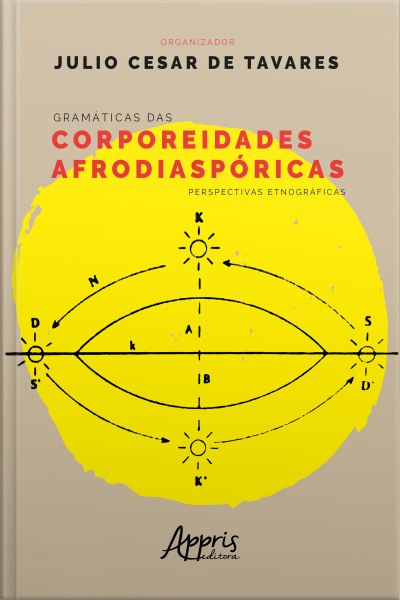 ORGANIZADOR
JULIO CESAR DE TAVARES
GRAMÁTICAS DAS
CORPOREIDADES
AFRODIASPÓRICAS
PERSPECTIVAS ETNOGRÁFICAS
K
N
D
S
A
k
S'
B
D'
K'
Appris
editora